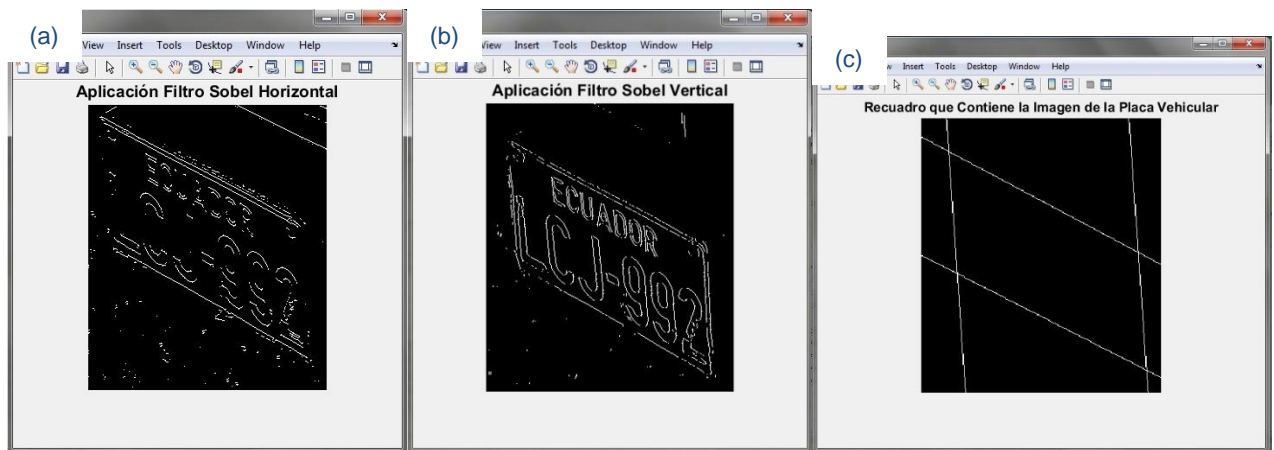 (a)
View Insert Tools Desktop Window Help
Aplicación Filtro Sobel Horizontal
(b)
Insert Tools Desktop Window Help
Aplicación Filtro Sobel Vertical
ECUADOR
LCJ-992
(c)
Insert Tools Desktop Window Help
Recuadro que Contiene la Imagen de la Placa Vehicular